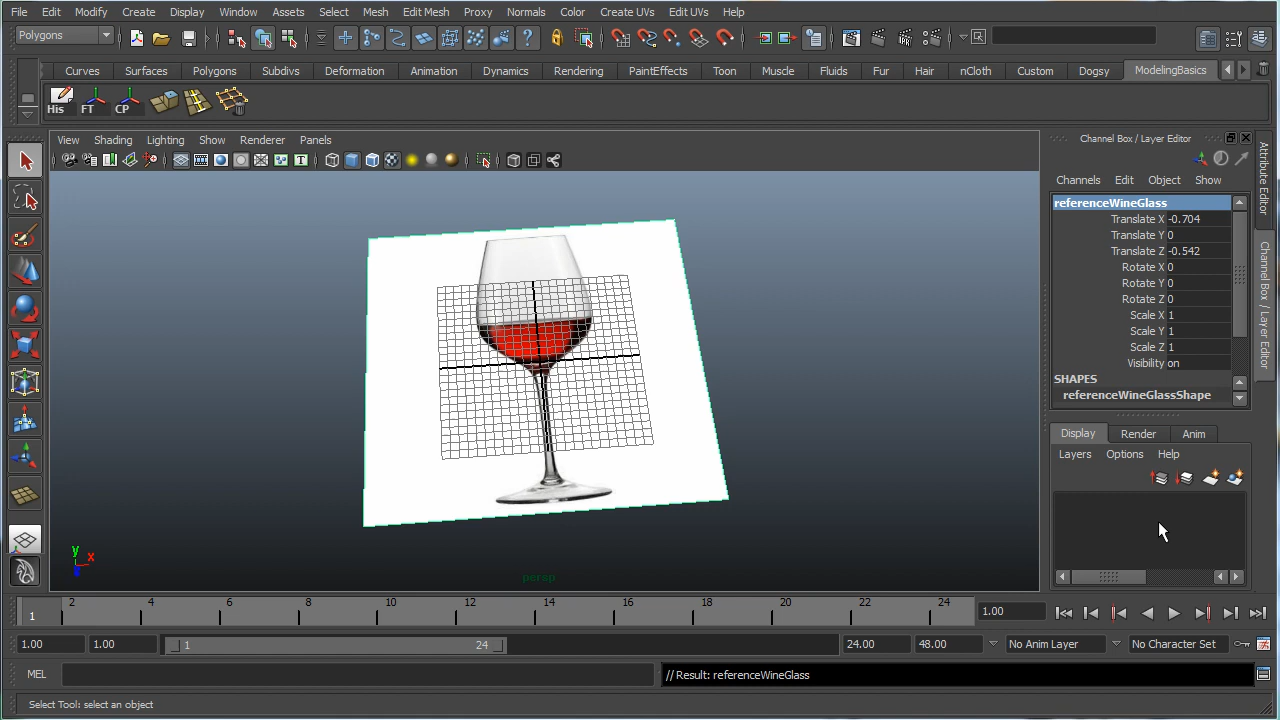 File Edit Modify Create Display Window Assets Select Mesh Edit Mesh Proxy Normals Color Create UVs Edit UVs Help
Polygons
Curves Surfaces Polygons Subdivs Deformation Animation Dynamics Rendering PaintEffects Toon Muscle Fluids Fur Hair nCloth Custom Dogsy ModelingBasics
His FT CP
View Shading Lighting Show Renderer Panels
Channel Box / Layer Editor
Channels Edit Object Show
referenceWineGlass
Translate X -0.704
Translate Y 0
Translate Z -0.542
Rotate X 0
Rotate Y 0
Rotate Z 0
Scale X 1
Scale Y 1
Scale Z 1
Visibility on
SHAPES
referenceWineGlassShape
Display Render Anim
Layers Options Help
Attribute Editor
Channel Box / Layer Editor
y
x
persp
1 2 4 6 8 10 12 14 16 18 20 22 24 1.00
1.00 1.00 1 24 24.00 48.00 No Anim Layer No Character Set
MEL // Result: referenceWineGlass
Select Tool: select an object